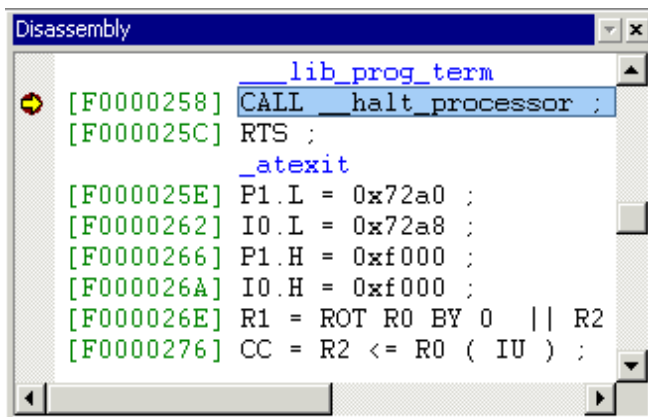 Disassembly
___lib_prog_term
[F0000258] CALL __halt_processor ;
[F000025C] RTS ;
_atexit
[F000025E] P1.L = 0x72a0 ;
[F0000262] I0.L = 0x72a8 ;
[F0000266] P1.H = 0xf000 ;
[F000026A] I0.H = 0xf000 ;
[F000026E] R1 = ROT R0 BY 0 || R2
[F0000276] CC = R2 <= R0 ( IU ) ;